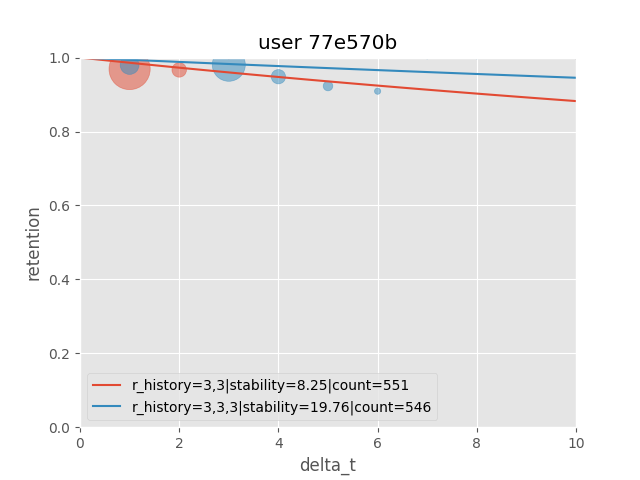 user 77e570b
1.0
0.8
0.6
0.4
0.2
0.0
retention
r_history=3,3|stability=8.25|count=551
r_history=3,3,3|stability=19.76|count=546
0 2 4 6 8 10
delta_t